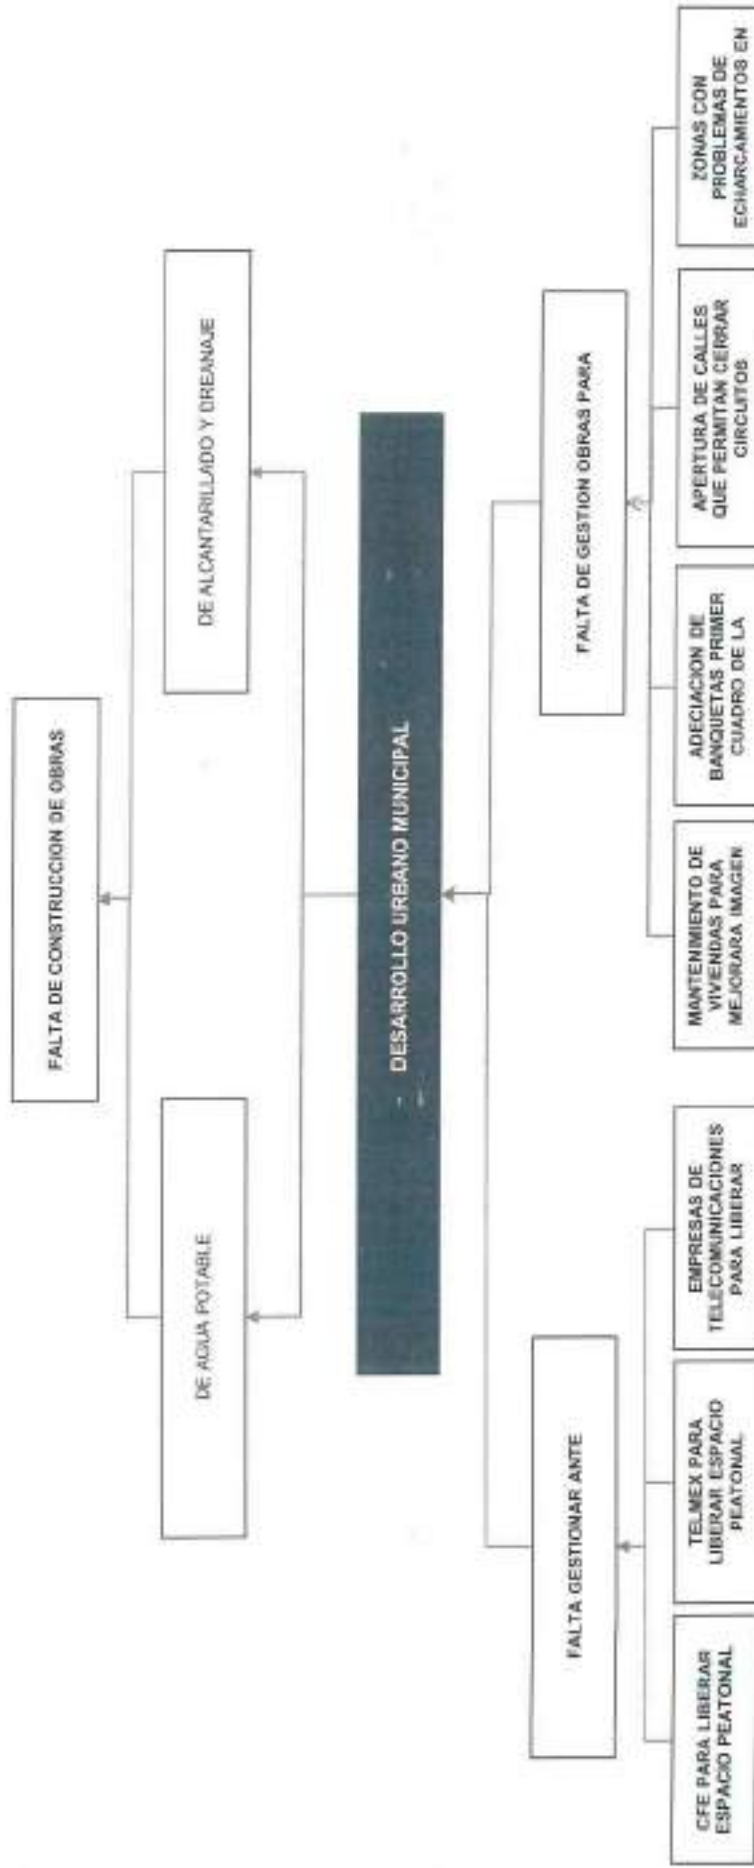 FALTA DE CONSTRUCCION DE OBRAS
DE AGUA POTABLE
DE ALCANTARILLADO Y DREANAJE
DESARROLLO URBANO MUNICIPAL
FALTA GESTIONAR ANTE
FALTA DE GESTION OBRAS PARA
CFE PARA LIBERAR
ESPACIO PEATONAL
TELMEX PARA
LIBERAR ESPACIO
PEATONAL
EMPRESAS DE
TELECOMUNICACIONES
PARA LIBERAR
MANTENIMIENTO DE
VIVIENDAS PARA
MEJORARA IMAGEN
ADECIACION DE
BANQUETAS PRIMER
CUADRO DE LA
APERTURA DE CALLES
QUE PERMITAN CERRAR
CIRCUITOS
ZONAS CON
PROBLEMAS DE
ECHARCAMIENTOS EN